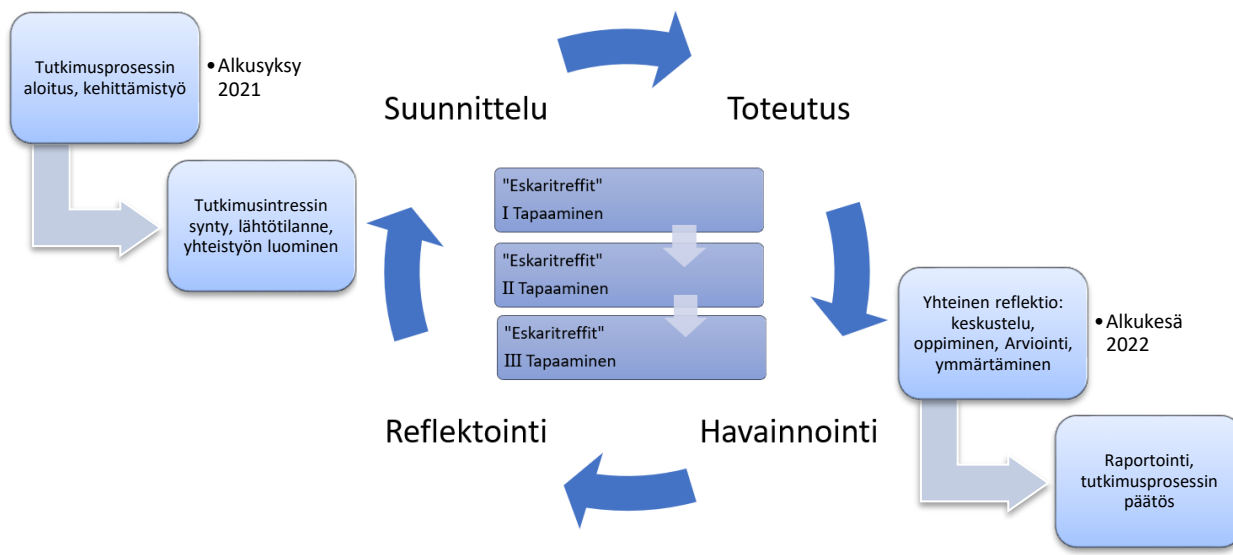 Tutkimusprosessin
aloitus, kehittämistyö
•Alkusyksy
2021
Tutkimusintressin
synty, lähtötilanne,
yhteistyön luominen
Suunnittelu
Toteutus
"Eskaritreffit"
I Tapaaminen
"Eskaritreffit"
II Tapaaminen
"Eskaritreffit"
III Tapaaminen
Reflektointi
Havainnointi
Yhteinen reflektio:
keskustelu,
oppiminen, Arviointi,
ymmärtäminen
•Alkukesä
2022
Raportointi,
tutkimusprosessin
päätös